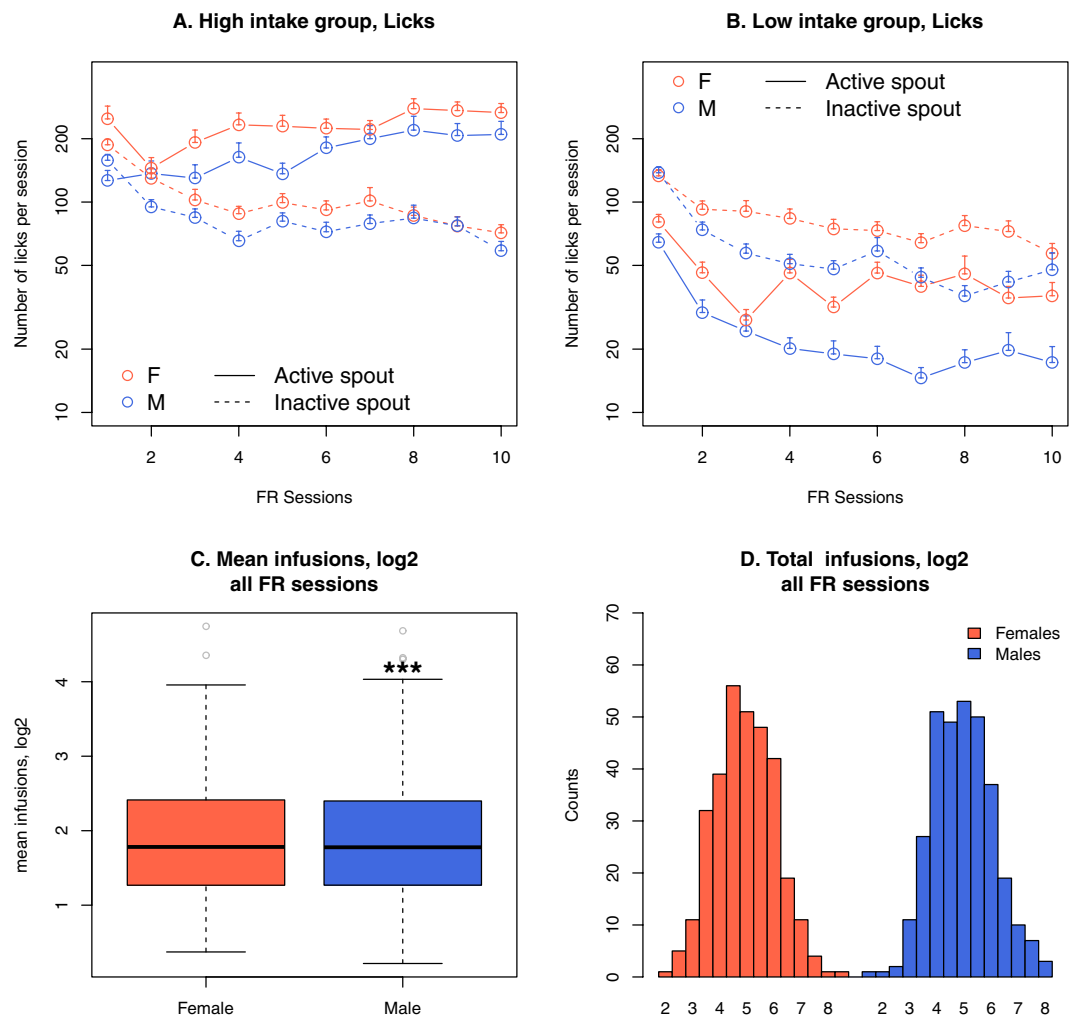 A. High intake group, Licks
Number of licks per session
200
100
50
20
10
F
M
Active spout
Inactive spout
2 4 6 8 10
FR Sessions
B. Low intake group, Licks
Number of licks per session
200
100
50
20
10
F
M
Active spout
Inactive spout
2 4 6 8 10
FR Sessions
C. Mean infusions, log2
all FR sessions
mean infusions, log2
4
3
2
1
***
Female Male
D. Total infusions, log2
all FR sessions
Counts
70
60
50
40
30
20
10
0
Females
Males
2 3 4 5 6 7 8 2 3 4 5 6 7 8